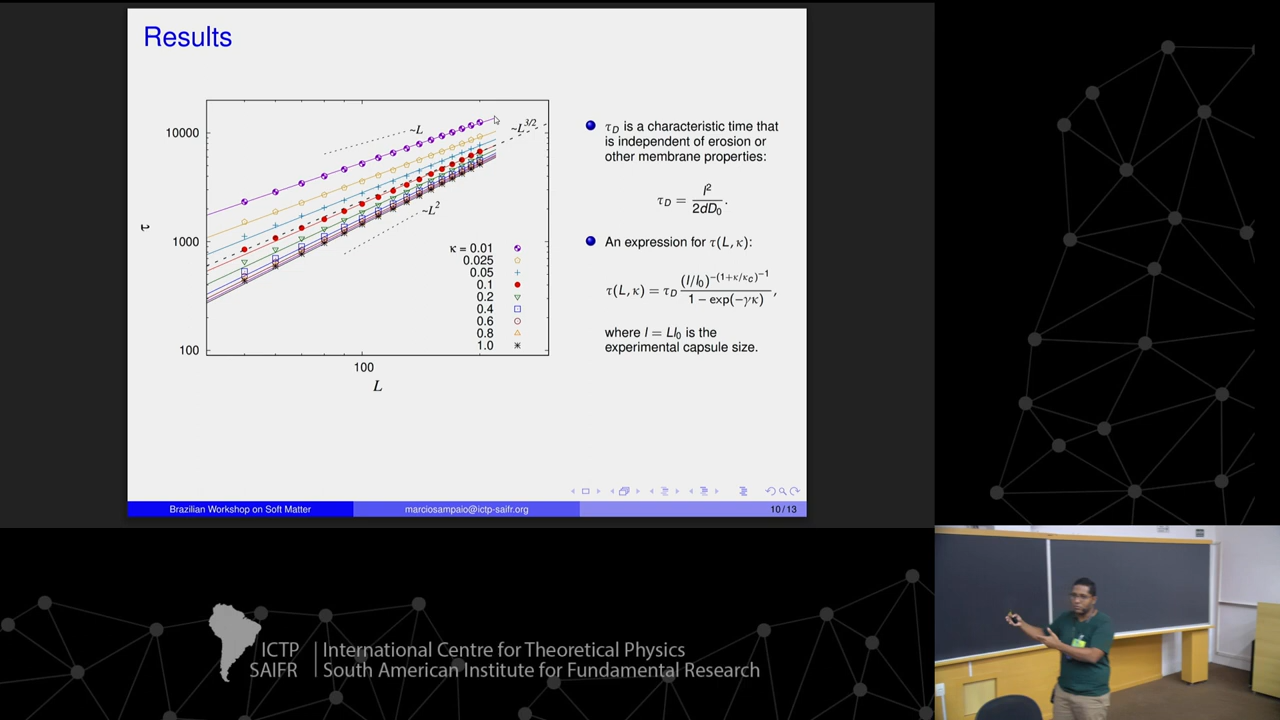 Results
10000
1000
100
τ
100
L
~L
~L^{3/2}
~L^2
κ = 0.01
0.025
0.05
0.1
0.2
0.4
0.6
0.8
1.0
τ_D is a characteristic time that
is independent of erosion or
other membrane properties:
τ_D = l^2 / 2dD_0.
An expression for τ(L, κ):
τ(L, κ) = τ_D (l/l_0)^{-(1+κ/κ_c)^{-1}} / 1 − exp(−γκ),
where l = Ll_0 is the
experimental capsule size.
Brazilian Workshop on Soft Matter
marciosampaio@ictp-saifr.org
10 / 13
ICTP
SAIFR
International Centre for Theoretical Physics
South American Institute for Fundamental Research